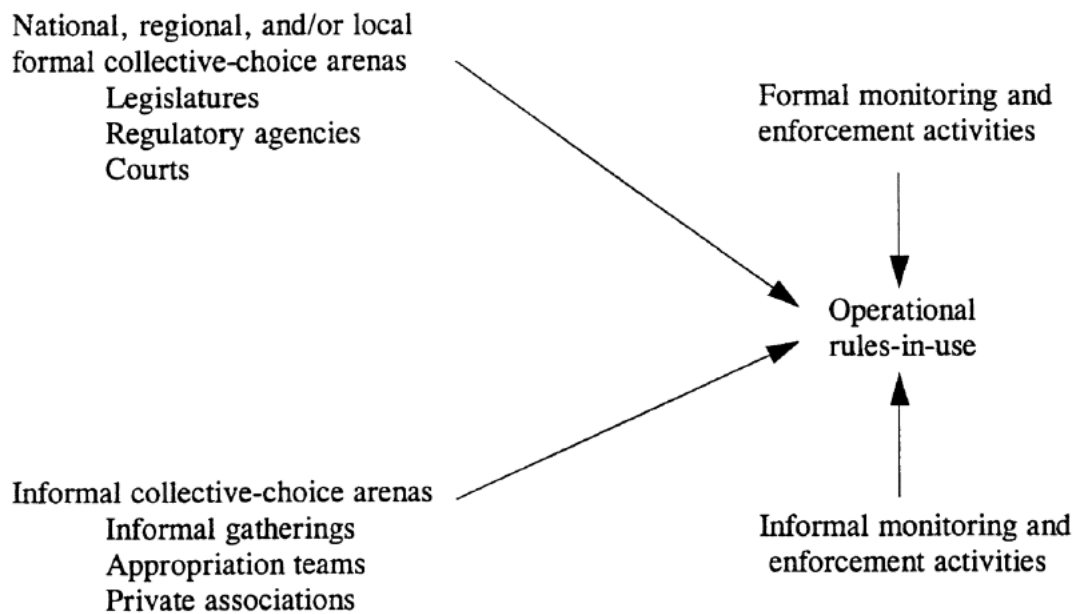 National, regional, and/or local
formal collective-choice arenas
Legislatures
Regulatory agencies
Courts
Formal monitoring and
enforcement activities
Operational
rules-in-use
Informal collective-choice arenas
Informal gatherings
Appropriation teams
Private associations
Informal monitoring and
enforcement activities